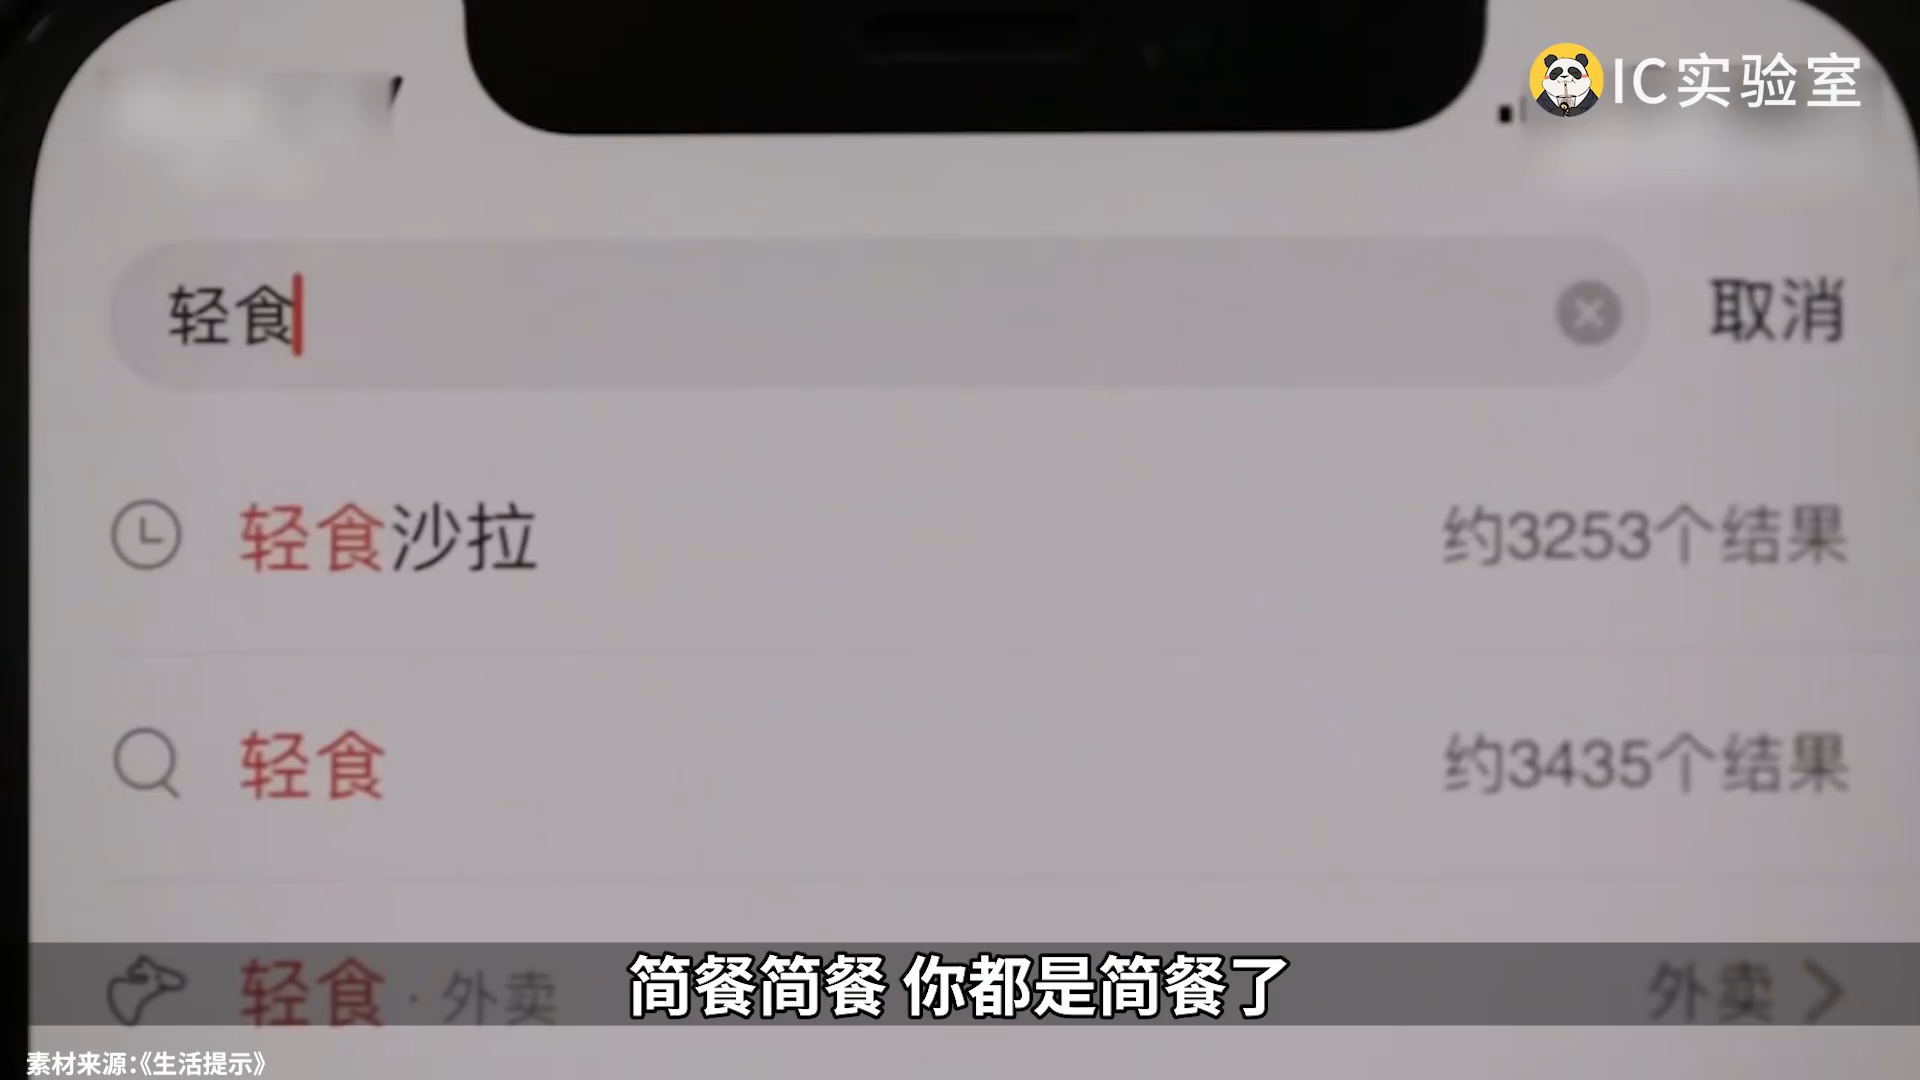 IC实验室
轻食
取消
轻食沙拉
约3253个结果
轻食
约3435个结果
轻食·外卖
外卖
简餐简餐 你都是简餐了
素材来源:《生活提示》